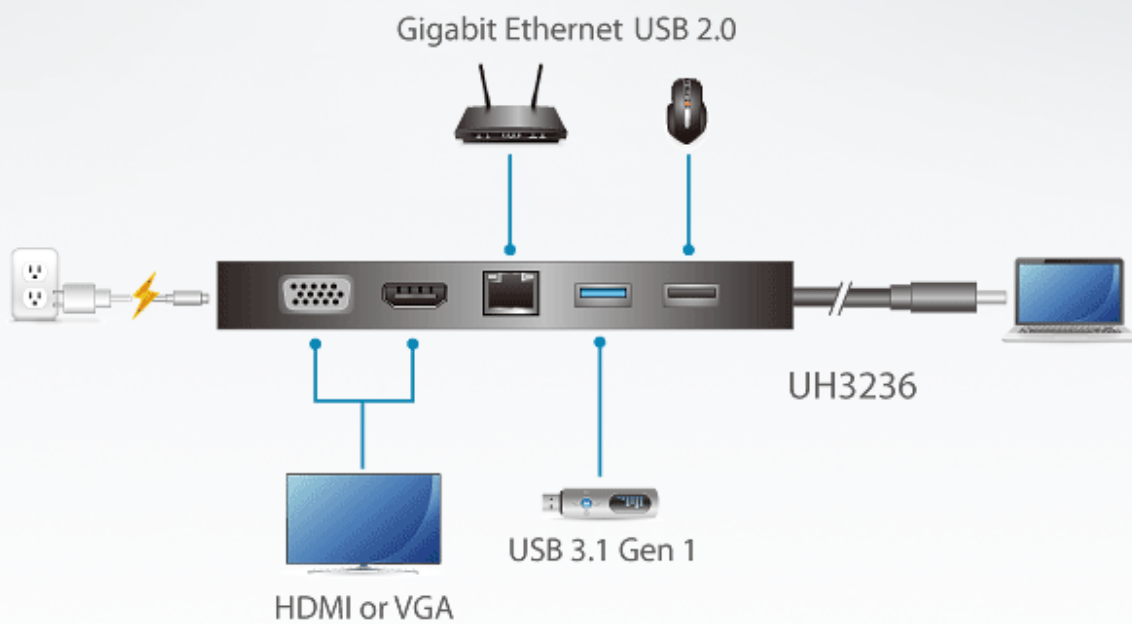 Gigabit Ethernet USB 2.0
UH3236
USB 3.1 Gen 1
HDMI or VGA